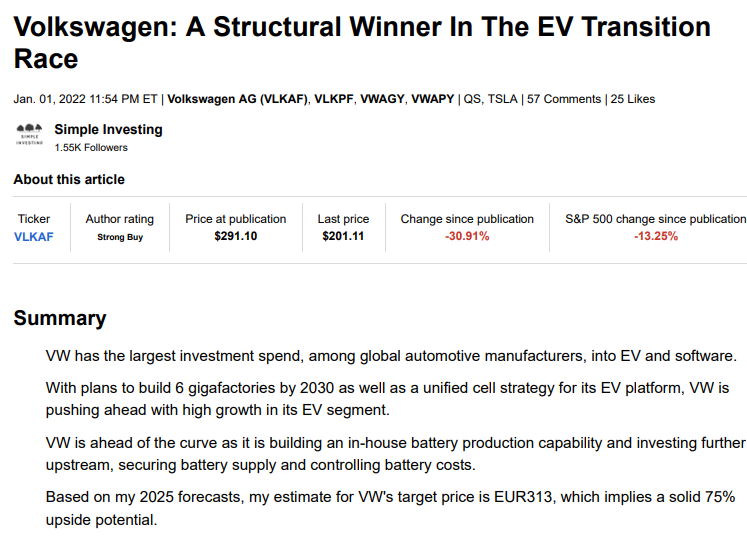 Volkswagen: A Structural Winner In The EV Transition
Race
Jan. 01, 2022 11:54 PM ET | Volkswagen AG (VLKAF), VLKPF, VWAGY, VWAPY | QS, TSLA | 57 Comments | 25 Likes
SIMPLE
INVESTING
Simple Investing
1.55K Followers
About this article
Ticker Author rating Price at publication Last price Change since publication S&P 500 change since publication
VLKAF Strong Buy $291.10 $201.11 -30.91% -13.25%
Summary
VW has the largest investment spend, among global automotive manufacturers, into EV and software.
With plans to build 6 gigafactories by 2030 as well as a unified cell strategy for its EV platform, VW is
pushing ahead with high growth in its EV segment.
VW is ahead of the curve as it is building an in-house battery production capability and investing further
upstream, securing battery supply and controlling battery costs.
Based on my 2025 forecasts, my estimate for VW's target price is EUR313, which implies a solid 75%
upside potential.